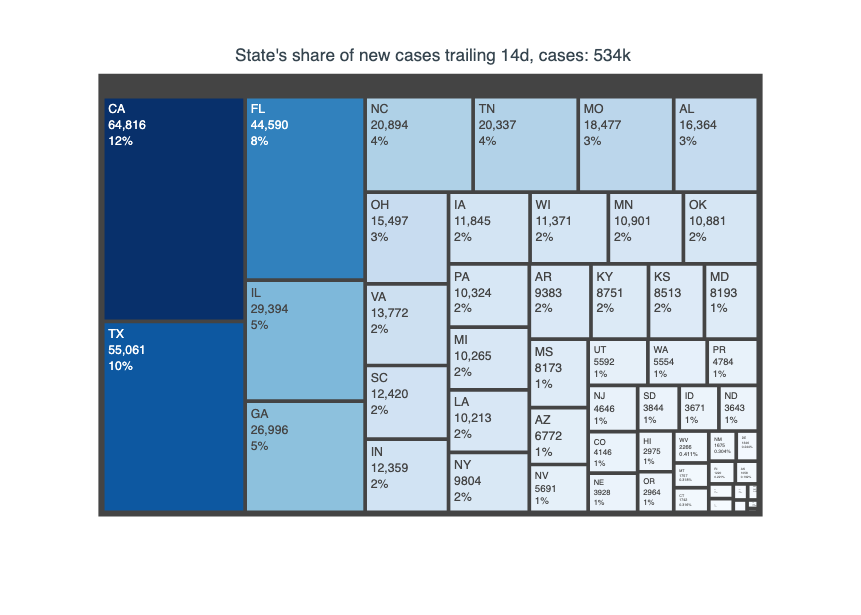 State's share of new cases trailing 14d, cases: 534k
CA
64,816
12%
TX
55,061
10%
FL
44,590
8%
IL
29,394
5%
GA
26,996
5%
NC
20,894
4%
TN
20,337
4%
MO
18,477
3%
AL
16,364
3%
OH
15,497
3%
VA
13,772
2%
SC
12,420
2%
IN
12,359
2%
IA
11,845
2%
WI
11,371
2%
MN
10,901
2%
OK
10,881
2%
PA
10,324
2%
MI
10,265
2%
LA
10,213
2%
NY
9804
2%
AR
9383
2%
KY
8751
2%
KS
8513
2%
MD
8193
1%
MS
8173
1%
AZ
6772
1%
NV
5691
1%
UT
5592
1%
WA
5554
1%
PR
4784
1%
NJ
4646
1%
SD
3844
1%
ID
3671
1%
ND
3643
1%
CO
4146
1%
NE
3928
1%
HI
2975
1%
OR
2964
1%
WV
0.411%
NM
1675
MT
CT